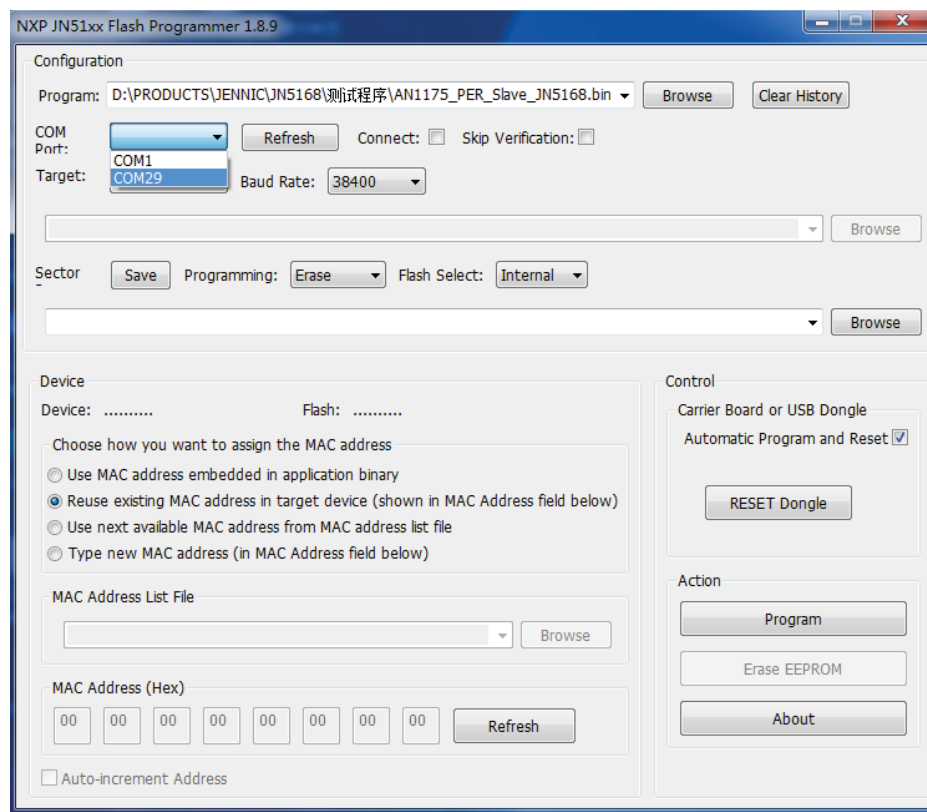 NXP JN51xx Flash Programmer 1.8.9
Configuration
Program: D:\PRODUCTS\JENNIC\JN5168\测试程序\AN1175_PER_Slave_JN5168.bin Browse Clear History
COM Port: Refresh Connect: Skip Verification:
COM1
COM29
Target: Baud Rate: 38400
Browse
Sector Save Programming: Erase Flash Select: Internal
Browse
Device
Device: .......... Flash: ..........
Choose how you want to assign the MAC address
Use MAC address embedded in application binary
Reuse existing MAC address in target device (shown in MAC Address field below)
Use next available MAC address from MAC address list file
Type new MAC address (in MAC Address field below)
MAC Address List File
Browse
MAC Address (Hex)
00 00 00 00 00 00 00 00 Refresh
Auto-increment Address
Control
Carrier Board or USB Dongle
Automatic Program and Reset
RESET Dongle
Action
Program
Erase EEPROM
About